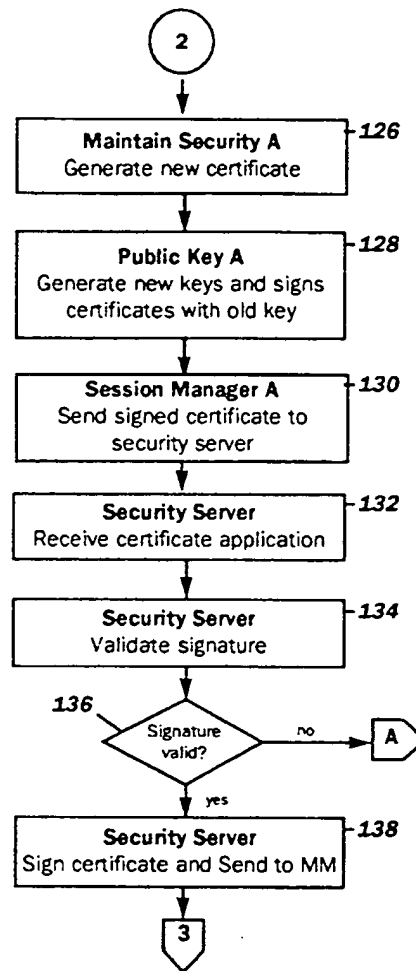 2
Maintain Security A
Generate new certificate
126
Public Key A
Generate new keys and signs
certificates with old key
128
Session Manager A
Send signed certificate to
security server
130
Security Server
Receive certificate application
132
Security Server
Validate signature
134
136
Signature
valid?
no
A
yes
Security Server
Sign certificate and Send to MM
138
3